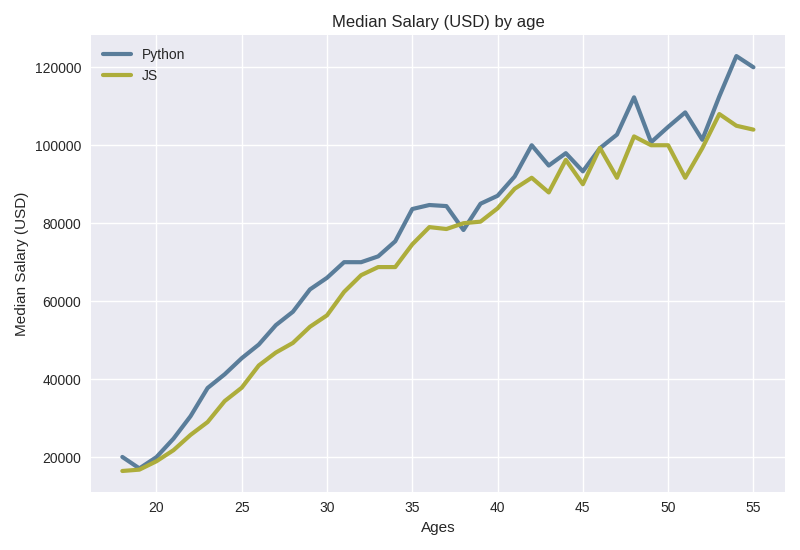 Median Salary (USD) by age
Python
JS
120000
100000
80000
60000
40000
20000
Median Salary (USD)
20 25 30 35 40 45 50 55
Ages